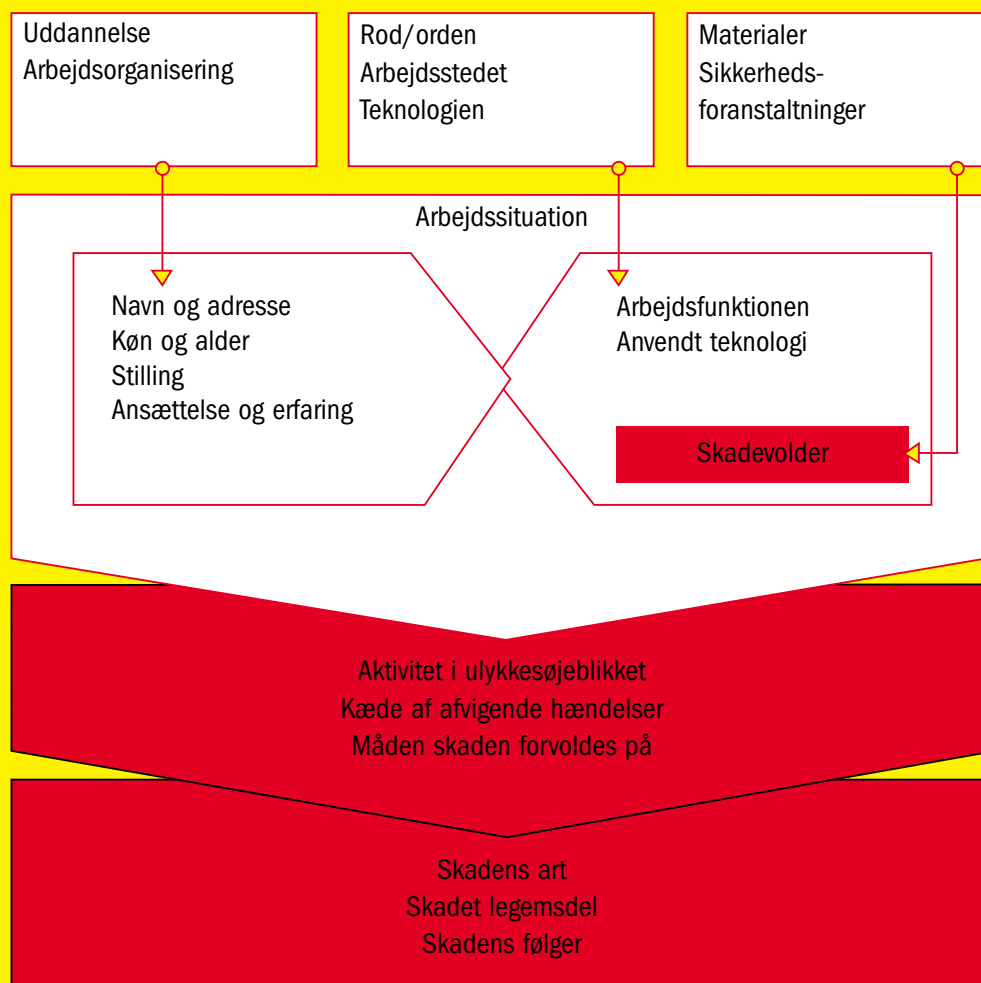 Uddannelse
Arbejdsorganisering
Rod/orden
Arbejdsstedet
Teknologien
Materialer
Sikkerheds-
foranstaltninger
Arbejdssituation
Navn og adresse
Køn og alder
Stilling
Ansættelse og erfaring
Arbejdsfunktionen
Anvendt teknologi
Skadevolder
Aktivitet i ulykkesøjeblikket
Kæde af afvigende hændelser
Måden skaden forvoldes på
Skadens art
Skadet legemsdel
Skadens følger